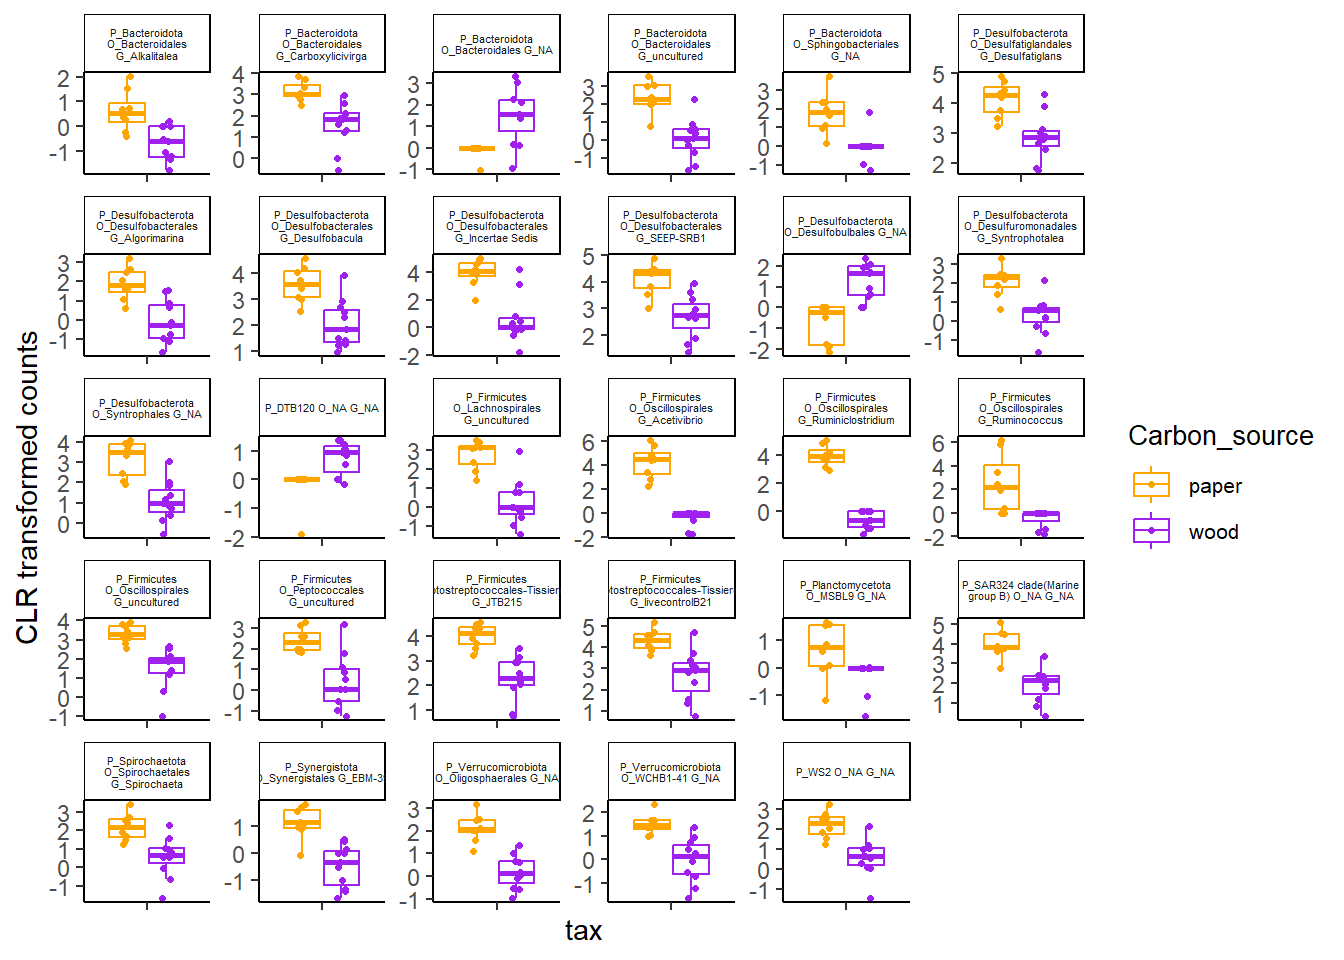 P_Bacteroidota
O_Bacteroidales
G_Alkalitalea
P_Bacteroidota
O_Bacteroidales
G_Carboxylicivirga
P_Bacteroidota
O_Bacteroidales G_NA
P_Bacteroidota
O_Bacteroidales
G_uncultured
P_Bacteroidota
O_Sphingobacteriales
G_NA
P_Desulfobacterota
O_Desulfatiglandales
G_Desulfatiglans
2
1
0
-1
4
3
2
1
0
3
2
1
0
-1
3
2
1
0
-1
3
2
1
0
-1
5
4
3
2
P_Desulfobacterota
O_Desulfobacterales
G_Algorimarina
P_Desulfobacterota
O_Desulfobacterales
G_Desulfobacula
P_Desulfobacterota
O_Desulfobacterales
G_Incertae Sedis
P_Desulfobacterota
O_Desulfobacterales
G_SEEP-SRB1
P_Desulfobacterota
O_Desulfobulbales G_NA
P_Desulfobacterota
O_Desulfuromonadales
G_Syntrophotalea
3
2
1
0
-1
4
3
2
1
4
2
0
-2
5
4
3
2
2
1
0
-1
-2
3
2
1
0
-1
P_Desulfobacterota
O_Syntrophales G_NA
P_DTB120 O_NA G_NA
P_Firmicutes
O_Lachnospirales
G_uncultured
P_Firmicutes
O_Oscillospirales
G_Acetivibrio
P_Firmicutes
O_Oscillospirales
G_Ruminiclostridium
P_Firmicutes
O_Oscillospirales
G_Ruminococcus
4
3
2
1
0
1
0
-1
-2
3
2
1
0
-1
6
4
2
0
-2
4
2
0
6
4
2
0
-2
P_Firmicutes
O_Oscillospirales
G_uncultured
P_Firmicutes
O_Peptococcales
G_uncultured
P_Firmicutes
otostreptococcales-Tissier
G_JTB215
P_Firmicutes
otostreptococcales-Tissier
G_livecontrolB21
P_Planctomycetota
O_MSBL9 G_NA
P_SAR324 clade(Marine
group B) O_NA G_NA
4
3
2
1
0
-1
3
2
1
0
-1
4
3
2
1
5
4
3
2
1
1
0
-1
5
4
3
2
1
P_Spirochaetota
O_Spirochaetales
G_Spirochaeta
P_Synergistota
O_Synergistales G_EBM-39
P_Verrucomicrobiota
O_Oligosphaerales G_NA
P_Verrucomicrobiota
O_WCHB1-41 G_NA
P_WS2 O_NA G_NA
3
2
1
0
-1
1
0
-1
3
2
1
0
-1
2
1
0
-1
3
2
1
0
-1
CLR transformed counts
tax
Carbon_source
paper
wood